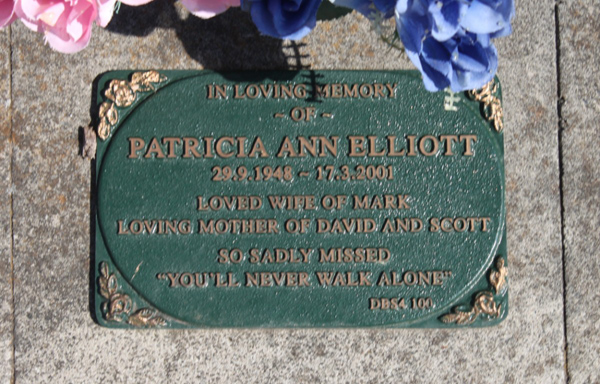 IN LOVING MEMORY
~ OF ~
PATRICIA ANN ELLIOTT
29.9.1948 ~ 17.3.2001
LOVED WIFE OF MARK
LOVING MOTHER OF DAVID AND SCOTT
SO SADLY MISSED
"YOU'LL NEVER WALK ALONE"
DBS4 100.